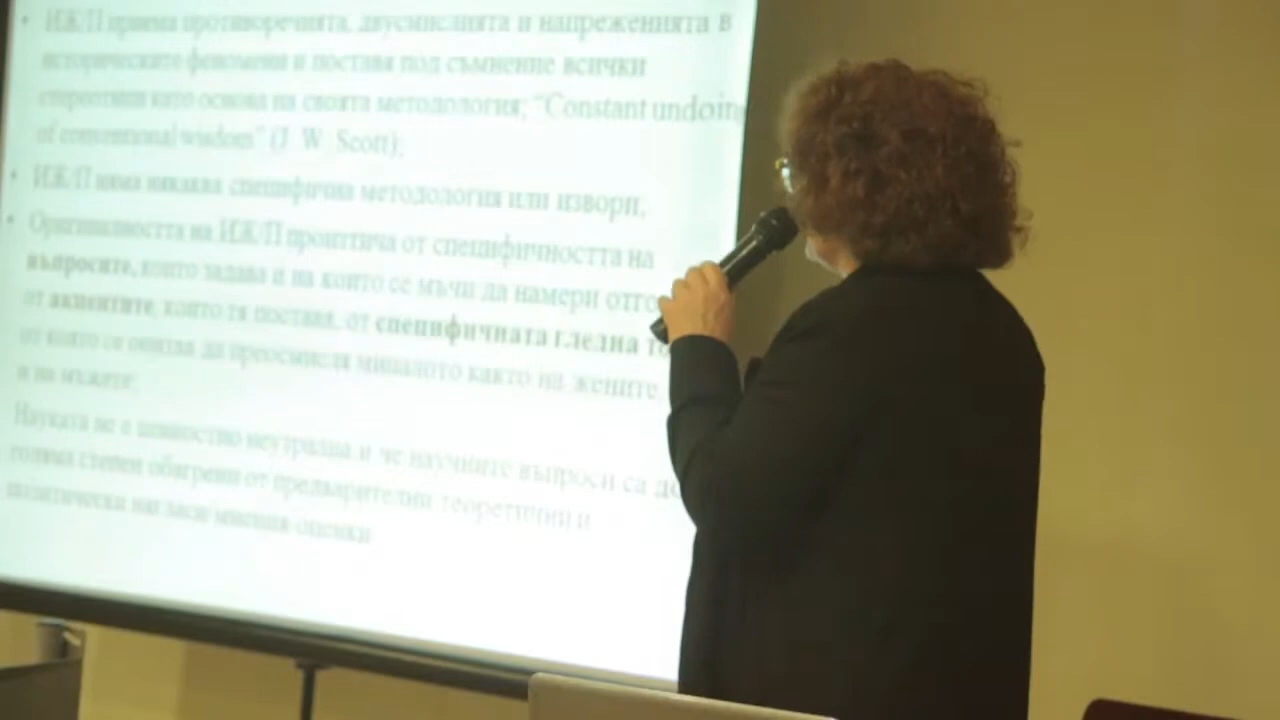 • ИЖ/П приема противоречията, двусмислията и напреженията в
историческите феномени и поставя под съмнение всички
стереотипи като основа на своята методология; “Constant undoing
of conventional wisdom” (J. W. Scott);
• ИЖ/П няма никаква специфична методология или извори;
• Оригиналността на ИЖ/П проптича от специфичността на
въпросите, които задава и на които се мъчи да намери отго
от акцентите, които тя поставя, от специфичната гледна то
от която се опитва да преосмисля миналото както на жените,
и на мъжете;
Науката не е ценностно неутрална и че научните въпроси са до
голяма степен обагрени от предварителни теоретични и
политически нагласи/мнения/оценки